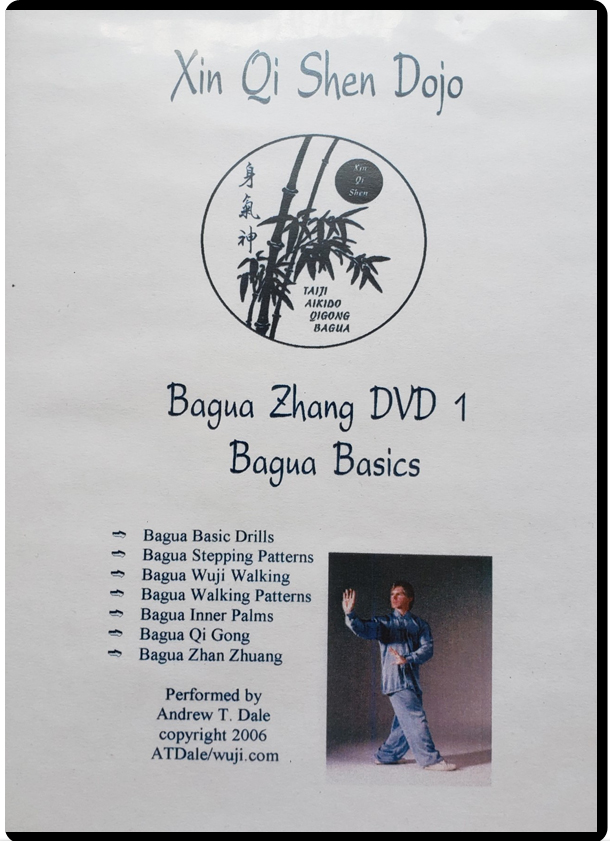 Xin Qi Shen Dojo
身
氣
神
Xin
Qi
Shen
TAIJI
AIKIDO
QIGONG
BAGUA
Bagua Zhang DVD 1
Bagua Basics
Bagua Basic Drills
Bagua Stepping Patterns
Bagua Wuji Walking
Bagua Walking Patterns
Bagua Inner Palms
Bagua Qi Gong
Bagua Zhan Zhuang
Performed by
Andrew T. Dale
copyright 2006
ATDale/wuji.com